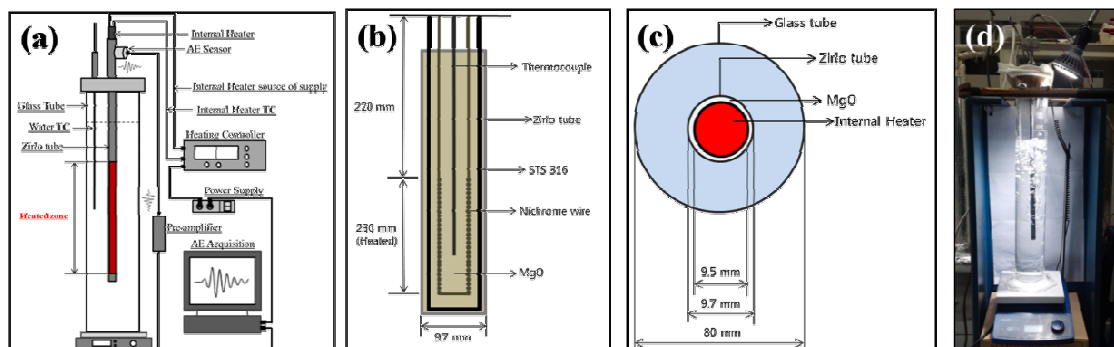 (a)
Internal Heater
AE Sensor
Internal Heater source of supply
Glass Tube
Internal Heater TC
Water TC
Heating Controller
Zirlo tube
Power Supply
Heated zone
Pre-amplifier
AE Acquisition
(b)
Thermocouple
220 mm
Zirlo tube
STS 316
Nichrome wire
230 mm
(Heated)
MgO
97 mm
(c)
Glass tube
Zirlo tube
MgO
Internal Heater
9.5 mm
9.7 mm
80 mm
(d)